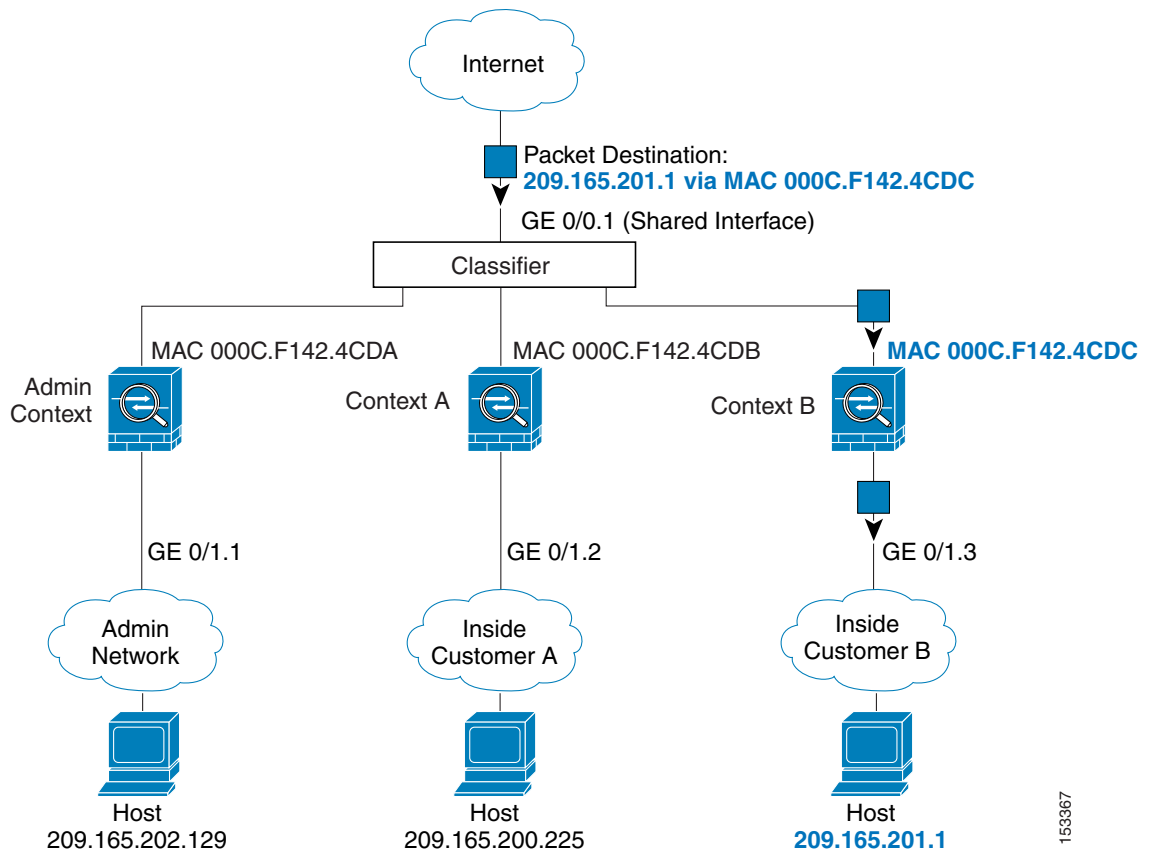 Internet
Packet Destination:
209.165.201.1 via MAC 000C.F142.4CDC
GE 0/0.1 (Shared Interface)
Classifier
MAC 000C.F142.4CDA
MAC 000C.F142.4CDB
MAC 000C.F142.4CDC
Admin
Context
Context A
Context B
GE 0/1.1
GE 0/1.2
GE 0/1.3
Admin
Network
Inside
Customer A
Inside
Customer B
Host
209.165.202.129
Host
209.165.200.225
Host
209.165.201.1
153367